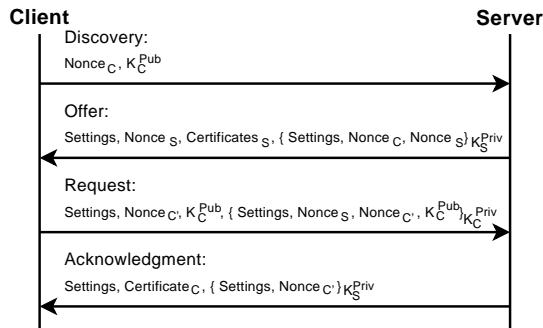 Client Server
Discovery:
Nonce C, K C Pub
Offer:
Settings, Nonce S, Certificates S, { Settings, Nonce C, Nonce S} K S Priv
Request:
Settings, Nonce C', K C Pub, { Settings, Nonce S, Nonce C', K C Pub} K C Priv
Acknowledgment:
Settings, Certificate C, { Settings, Nonce C'} K S Priv